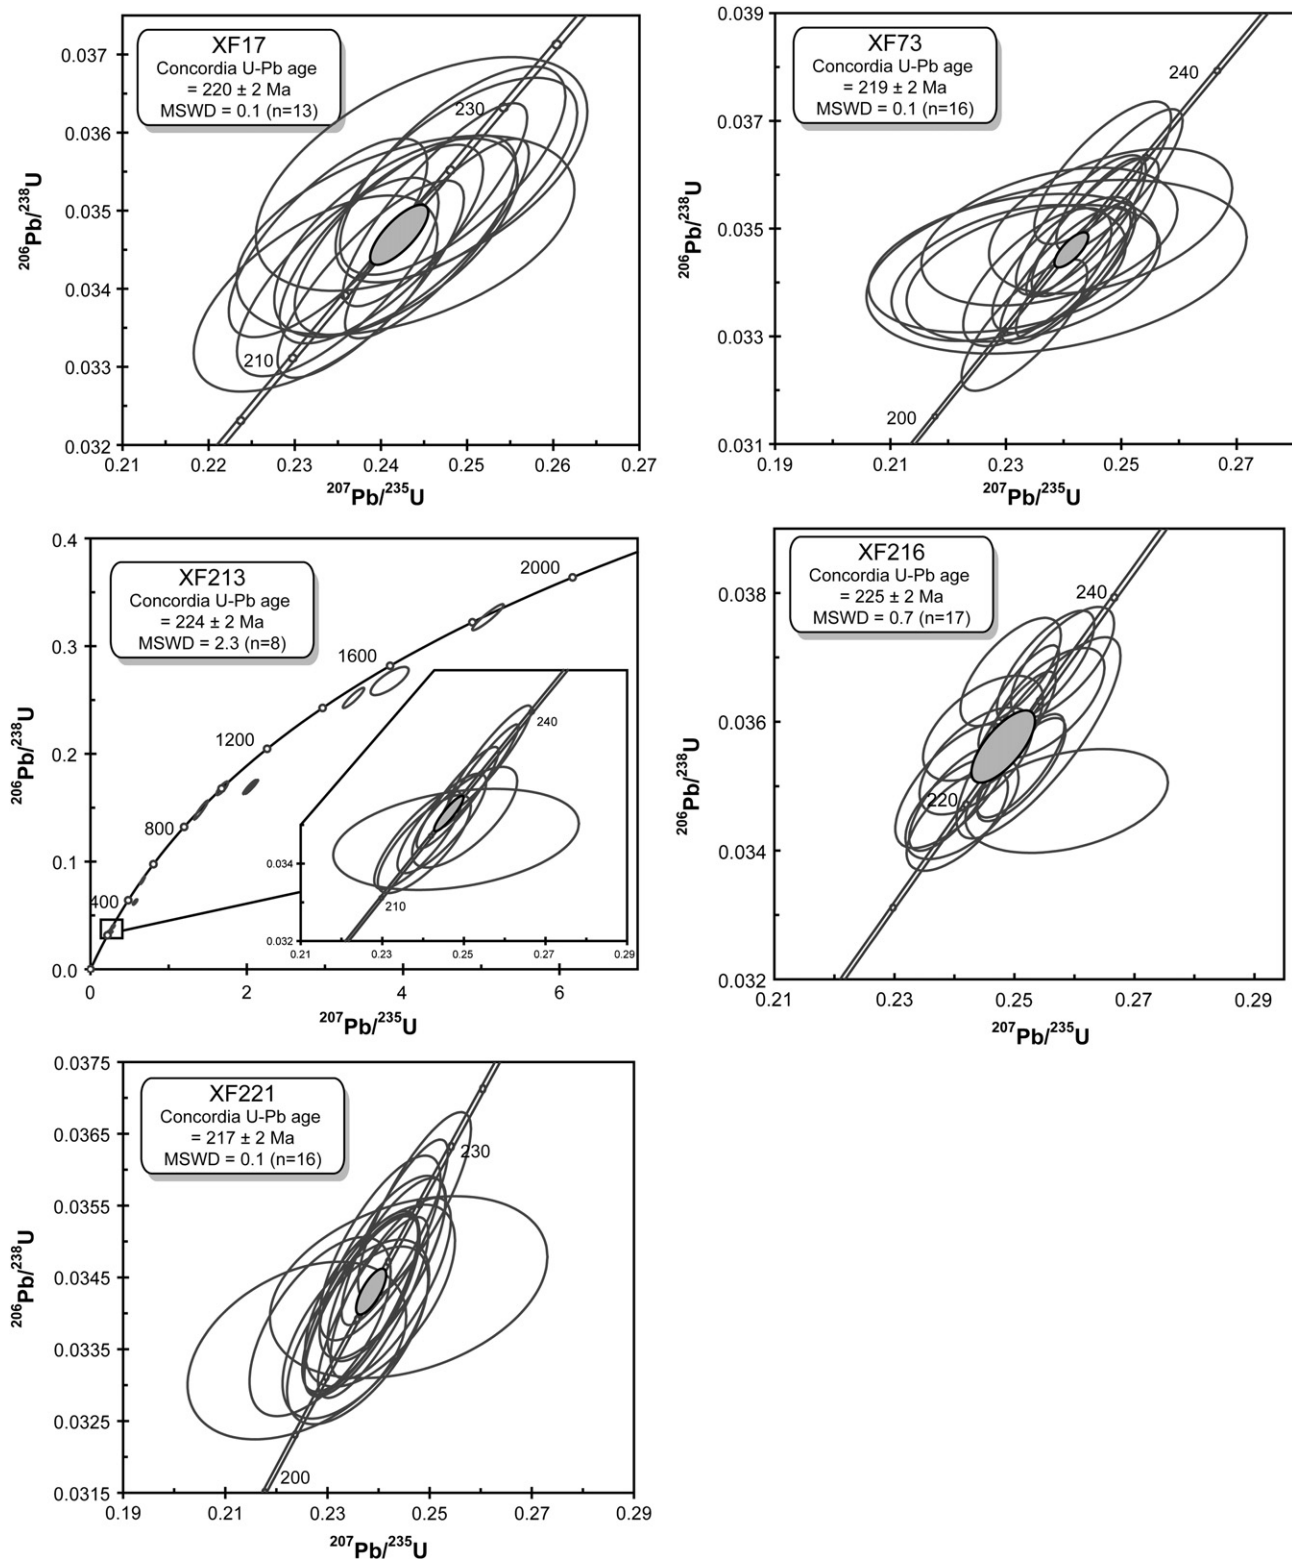 XF17
Concordia U-Pb age
= 220 ± 2 Ma
MSWD = 0.1 (n=13)
0.037
0.036
0.035
0.034
0.033
0.032
230
210
0.21 0.22 0.23 0.24 0.25 0.26 0.27
206Pb/238U
207Pb/235U
XF73
Concordia U-Pb age
= 219 ± 2 Ma
MSWD = 0.1 (n=16)
0.039
0.037
0.035
0.033
0.031
240
200
0.19 0.21 0.23 0.25 0.27
206Pb/238U
207Pb/235U
XF213
Concordia U-Pb age
= 224 ± 2 Ma
MSWD = 2.3 (n=8)
0.4
0.3
0.2
0.1
0.0
2000
1600
1200
800
400
240
210
0.034
0.032
0.21 0.23 0.25 0.27 0.29
0 2 4 6
206Pb/238U
207Pb/235U
XF216
Concordia U-Pb age
= 225 ± 2 Ma
MSWD = 0.7 (n=17)
0.038
0.036
0.034
0.032
240
220
0.21 0.23 0.25 0.27 0.29
206Pb/238U
207Pb/235U
XF221
Concordia U-Pb age
= 217 ± 2 Ma
MSWD = 0.1 (n=16)
0.0375
0.0365
0.0355
0.0345
0.0335
0.0325
0.0315
230
200
0.19 0.21 0.23 0.25 0.27 0.29
206Pb/238U
207Pb/235U